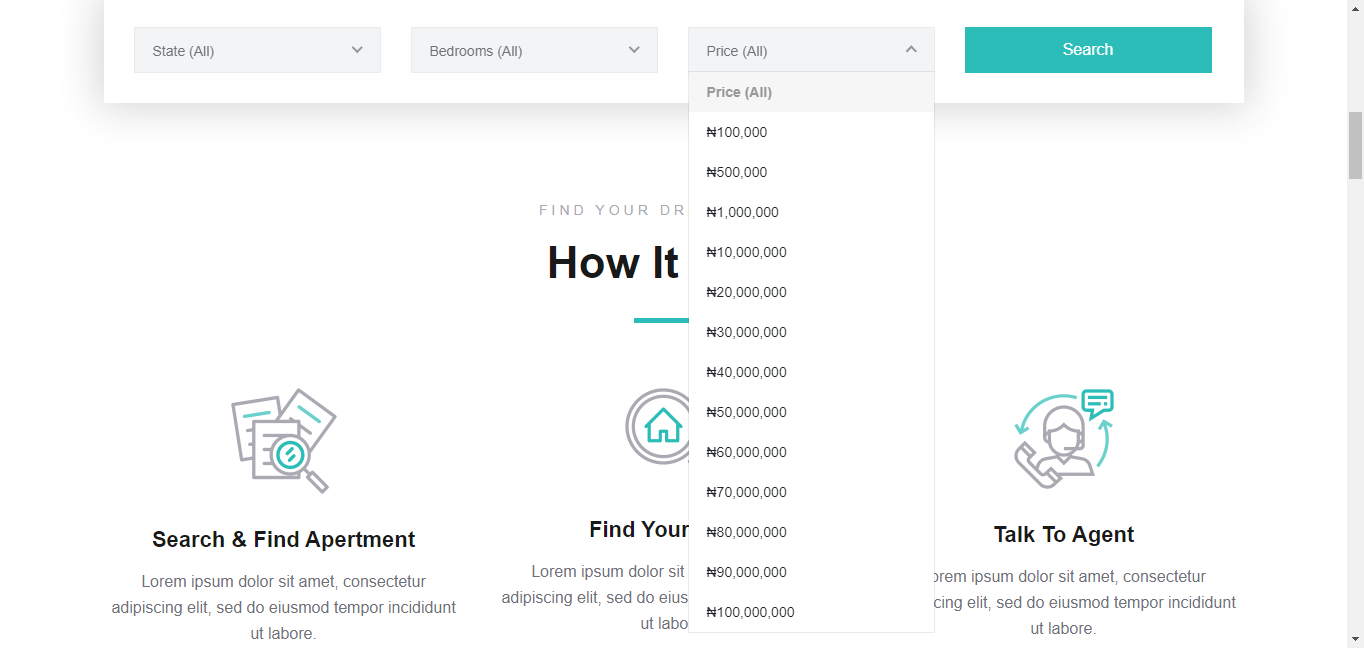 State (All)
Bedrooms (All)
Price (All)
Search
Price (All)
₦100,000
₦500,000
₦1,000,000
₦10,000,000
₦20,000,000
₦30,000,000
₦40,000,000
₦50,000,000
₦60,000,000
₦70,000,000
₦80,000,000
₦90,000,000
₦100,000,000
FIND YOUR
How It
Search & Find Apertment
Lorem ipsum dolor sit amet, consectetur
adipiscing elit, sed do eiusmod tempor incididunt
ut labore.
Find Your
Lorem ipsum dolor sit
adipiscing elit, sed do
ut
Talk To Agent
ipsum dolor sit amet, consectetur
elit, sed do eiusmod tempor incididunt
ut labore.